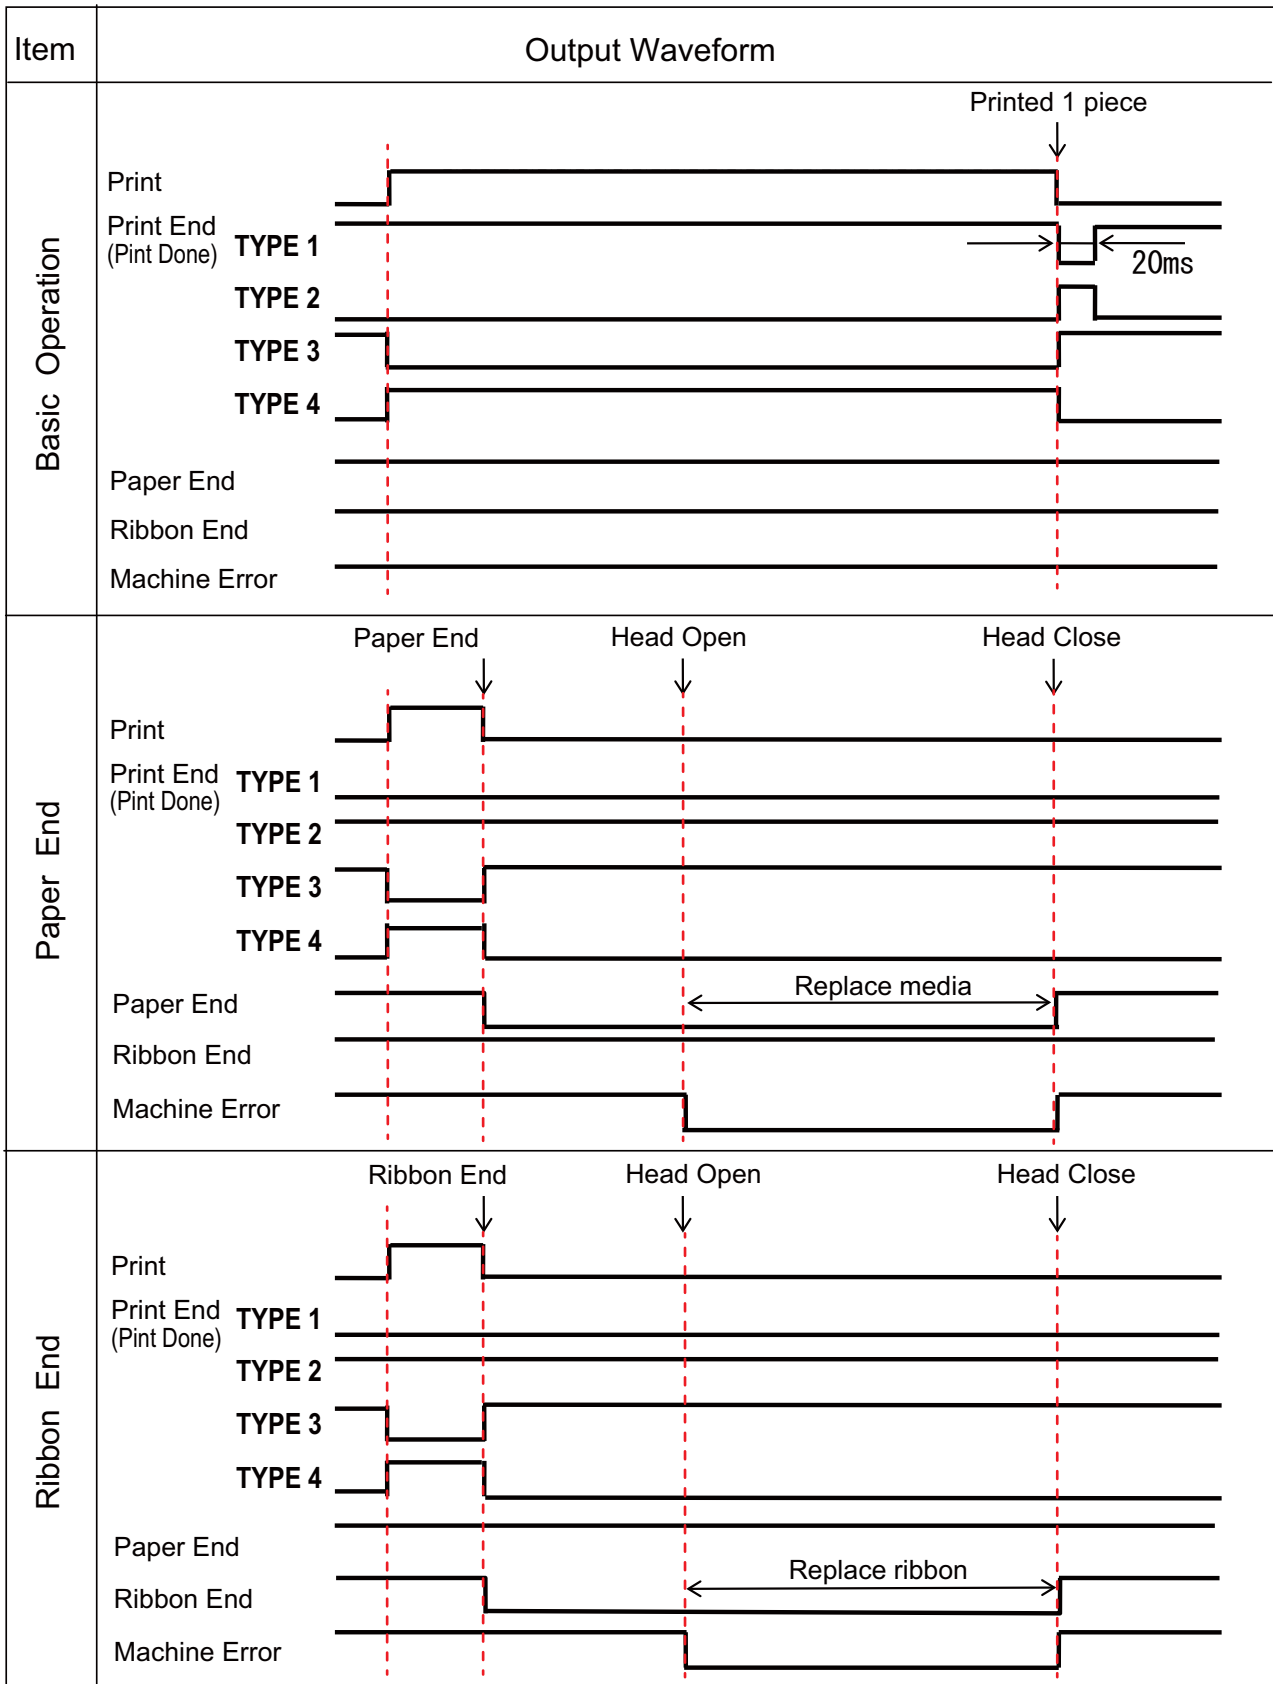 Item
Output Waveform
Basic Operation
Printed 1 piece
Print
Print End
(Pint Done)
TYPE 1
20ms
TYPE 2
TYPE 3
TYPE 4
Paper End
Ribbon End
Machine Error
Paper End
Paper End
Head Open
Head Close
Print
Print End
(Pint Done)
TYPE 1
TYPE 2
TYPE 3
TYPE 4
Replace media
Paper End
Ribbon End
Machine Error
Ribbon End
Ribbon End
Head Open
Head Close
Print
Print End
(Pint Done)
TYPE 1
TYPE 2
TYPE 3
TYPE 4
Paper End
Replace ribbon
Ribbon End
Machine Error